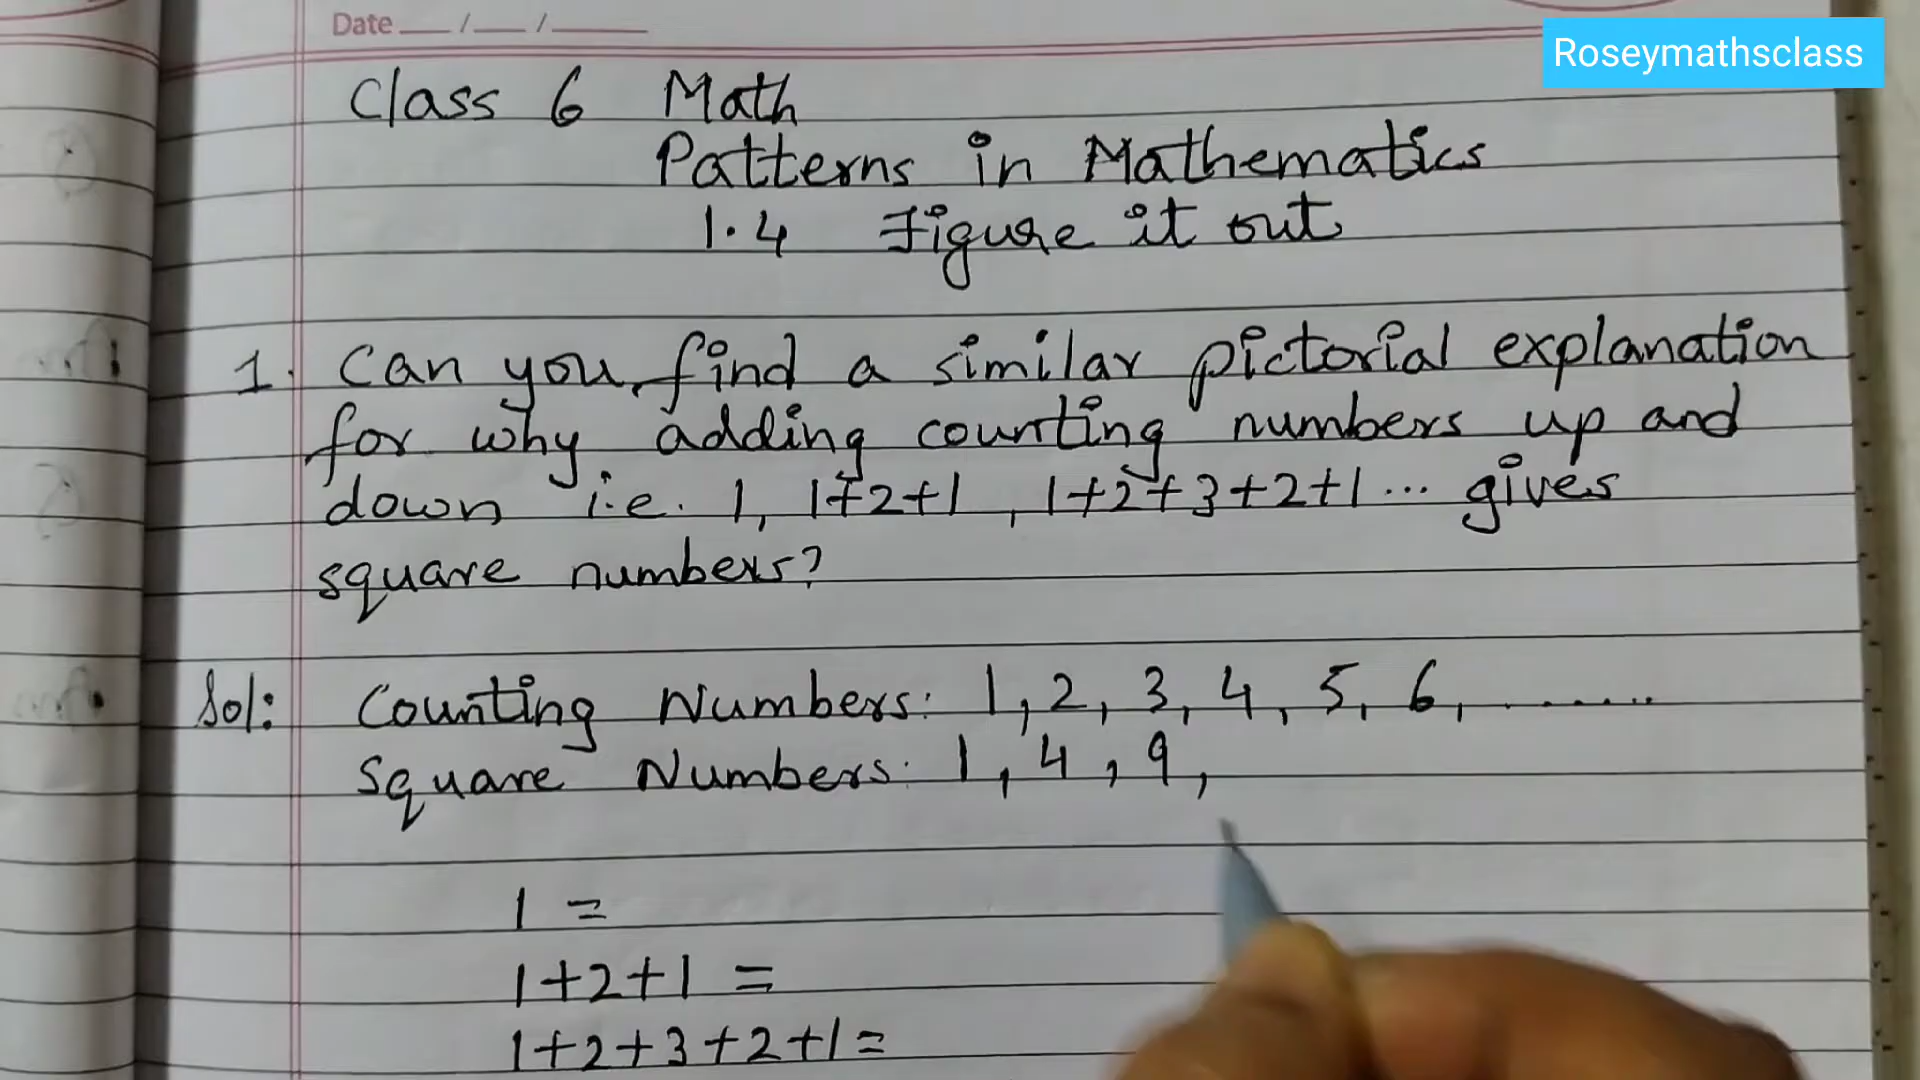 Date __/__/____
Roseymathsclass
Class 6 Math
Patterns in Mathematics
1.4 Figure it out
1. Can you find a similar pictorial explanation
for why adding counting numbers up and
down i.e. 1, 1+2+1, 1+2+3+2+1... gives
square numbers?
Sol: Counting Numbers: 1, 2, 3, 4, 5, 6, .......
Square Numbers: 1, 4, 9,
1 =
1+2+1 =
1+2+3+2+1=